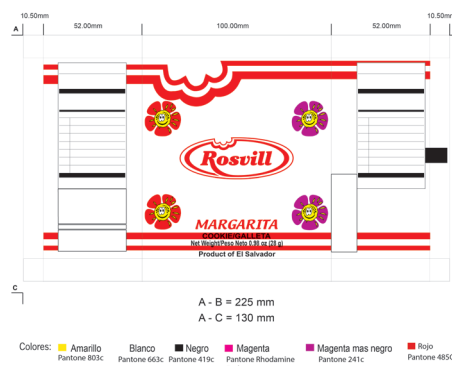 10.50mm
52.00mm
100.00mm
52.00mm
10.50mm
A
Rosvill
MARGARITA
COOKIE/GALLETA
Net Weight/Peso Neto 0.98 oz (28 g)
Product of El Salvador
C
A - B = 225 mm
A - C = 130 mm
Colores: Amarillo Blanco Negro Magenta Magenta mas negro Rojo
Pantone 803c Pantone 663c Pantone 419c Pantone Rhodamine Pantone 241c Pantone 485C